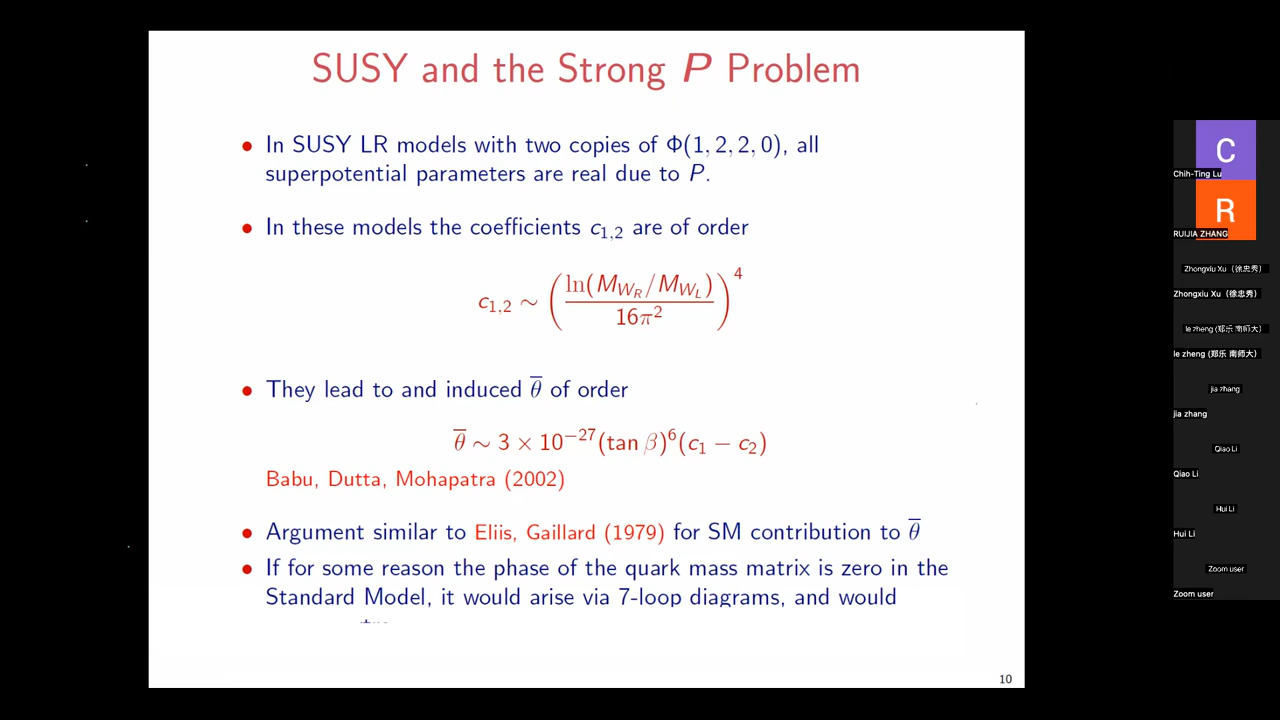 SUSY and the Strong P Problem
• In SUSY LR models with two copies of Φ(1, 2, 2, 0), all
superpotential parameters are real due to P.
• In these models the coefficients c₁,₂ are of order
c₁,₂ ∼ (ln(M_{W_R}/M_{W_L})/16π²)⁴
• They lead to and induced θ̅ of order
θ̅ ∼ 3 × 10⁻²⁷(tan β)⁶(c₁ − c₂)
Babu, Dutta, Mohapatra (2002)
• Argument similar to Eliis, Gaillard (1979) for SM contribution to θ̅
• If for some reason the phase of the quark mass matrix is zero in the
Standard Model, it would arise via 7-loop diagrams, and would
10
C
Chih-Ting Lu
R
RUIJIA ZHANG
Zhongxiu Xu (徐忠秀)
Zhongxiu Xu (徐忠秀)
le zheng (郑乐 南师大)
le zheng (郑乐 南师大)
jia zhang
jia zhang
Qiao Li
Qiao Li
Hui Li
Hui Li
Zoom user
Zoom user